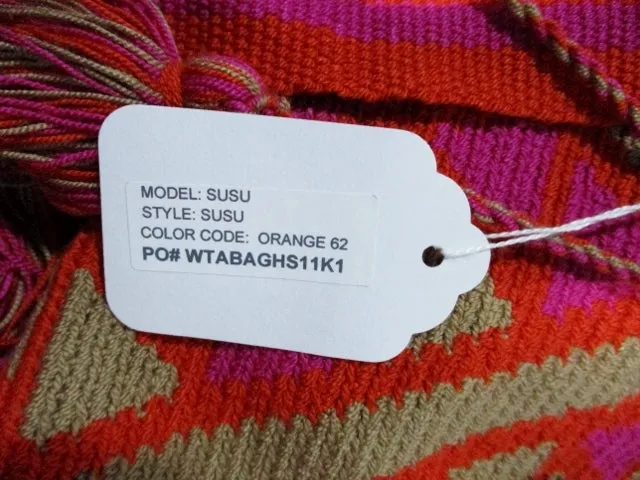 MODEL: SUSU
STYLE: SUSU
COLOR CODE: ORANGE 62
PO# WTABAGHS11K1